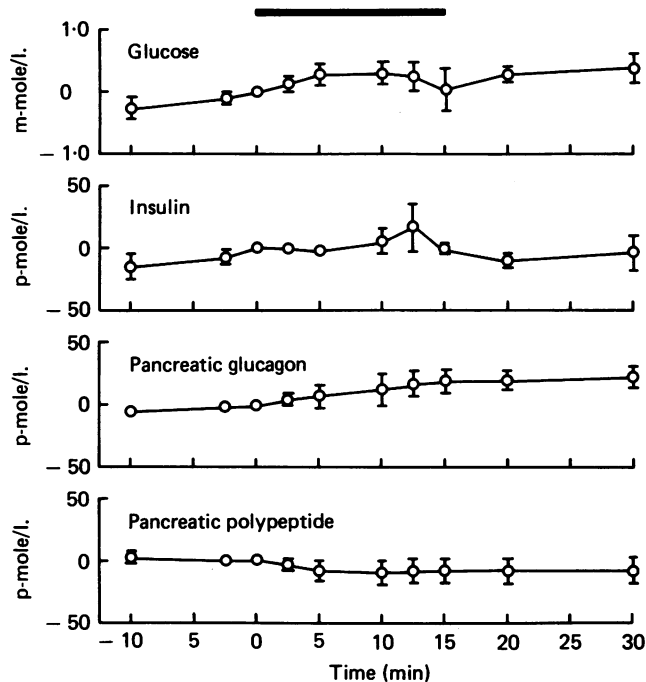 1·0
Glucose
m-mole/l.
0
– 1·0
50
Insulin
p-mole/l.
0
– 50
50
Pancreatic glucagon
p-mole/l.
0
– 50
50
Pancreatic polypeptide
p-mole/l.
0
– 50
– 10 5 0 5 10 15 20 25 30
Time (min)